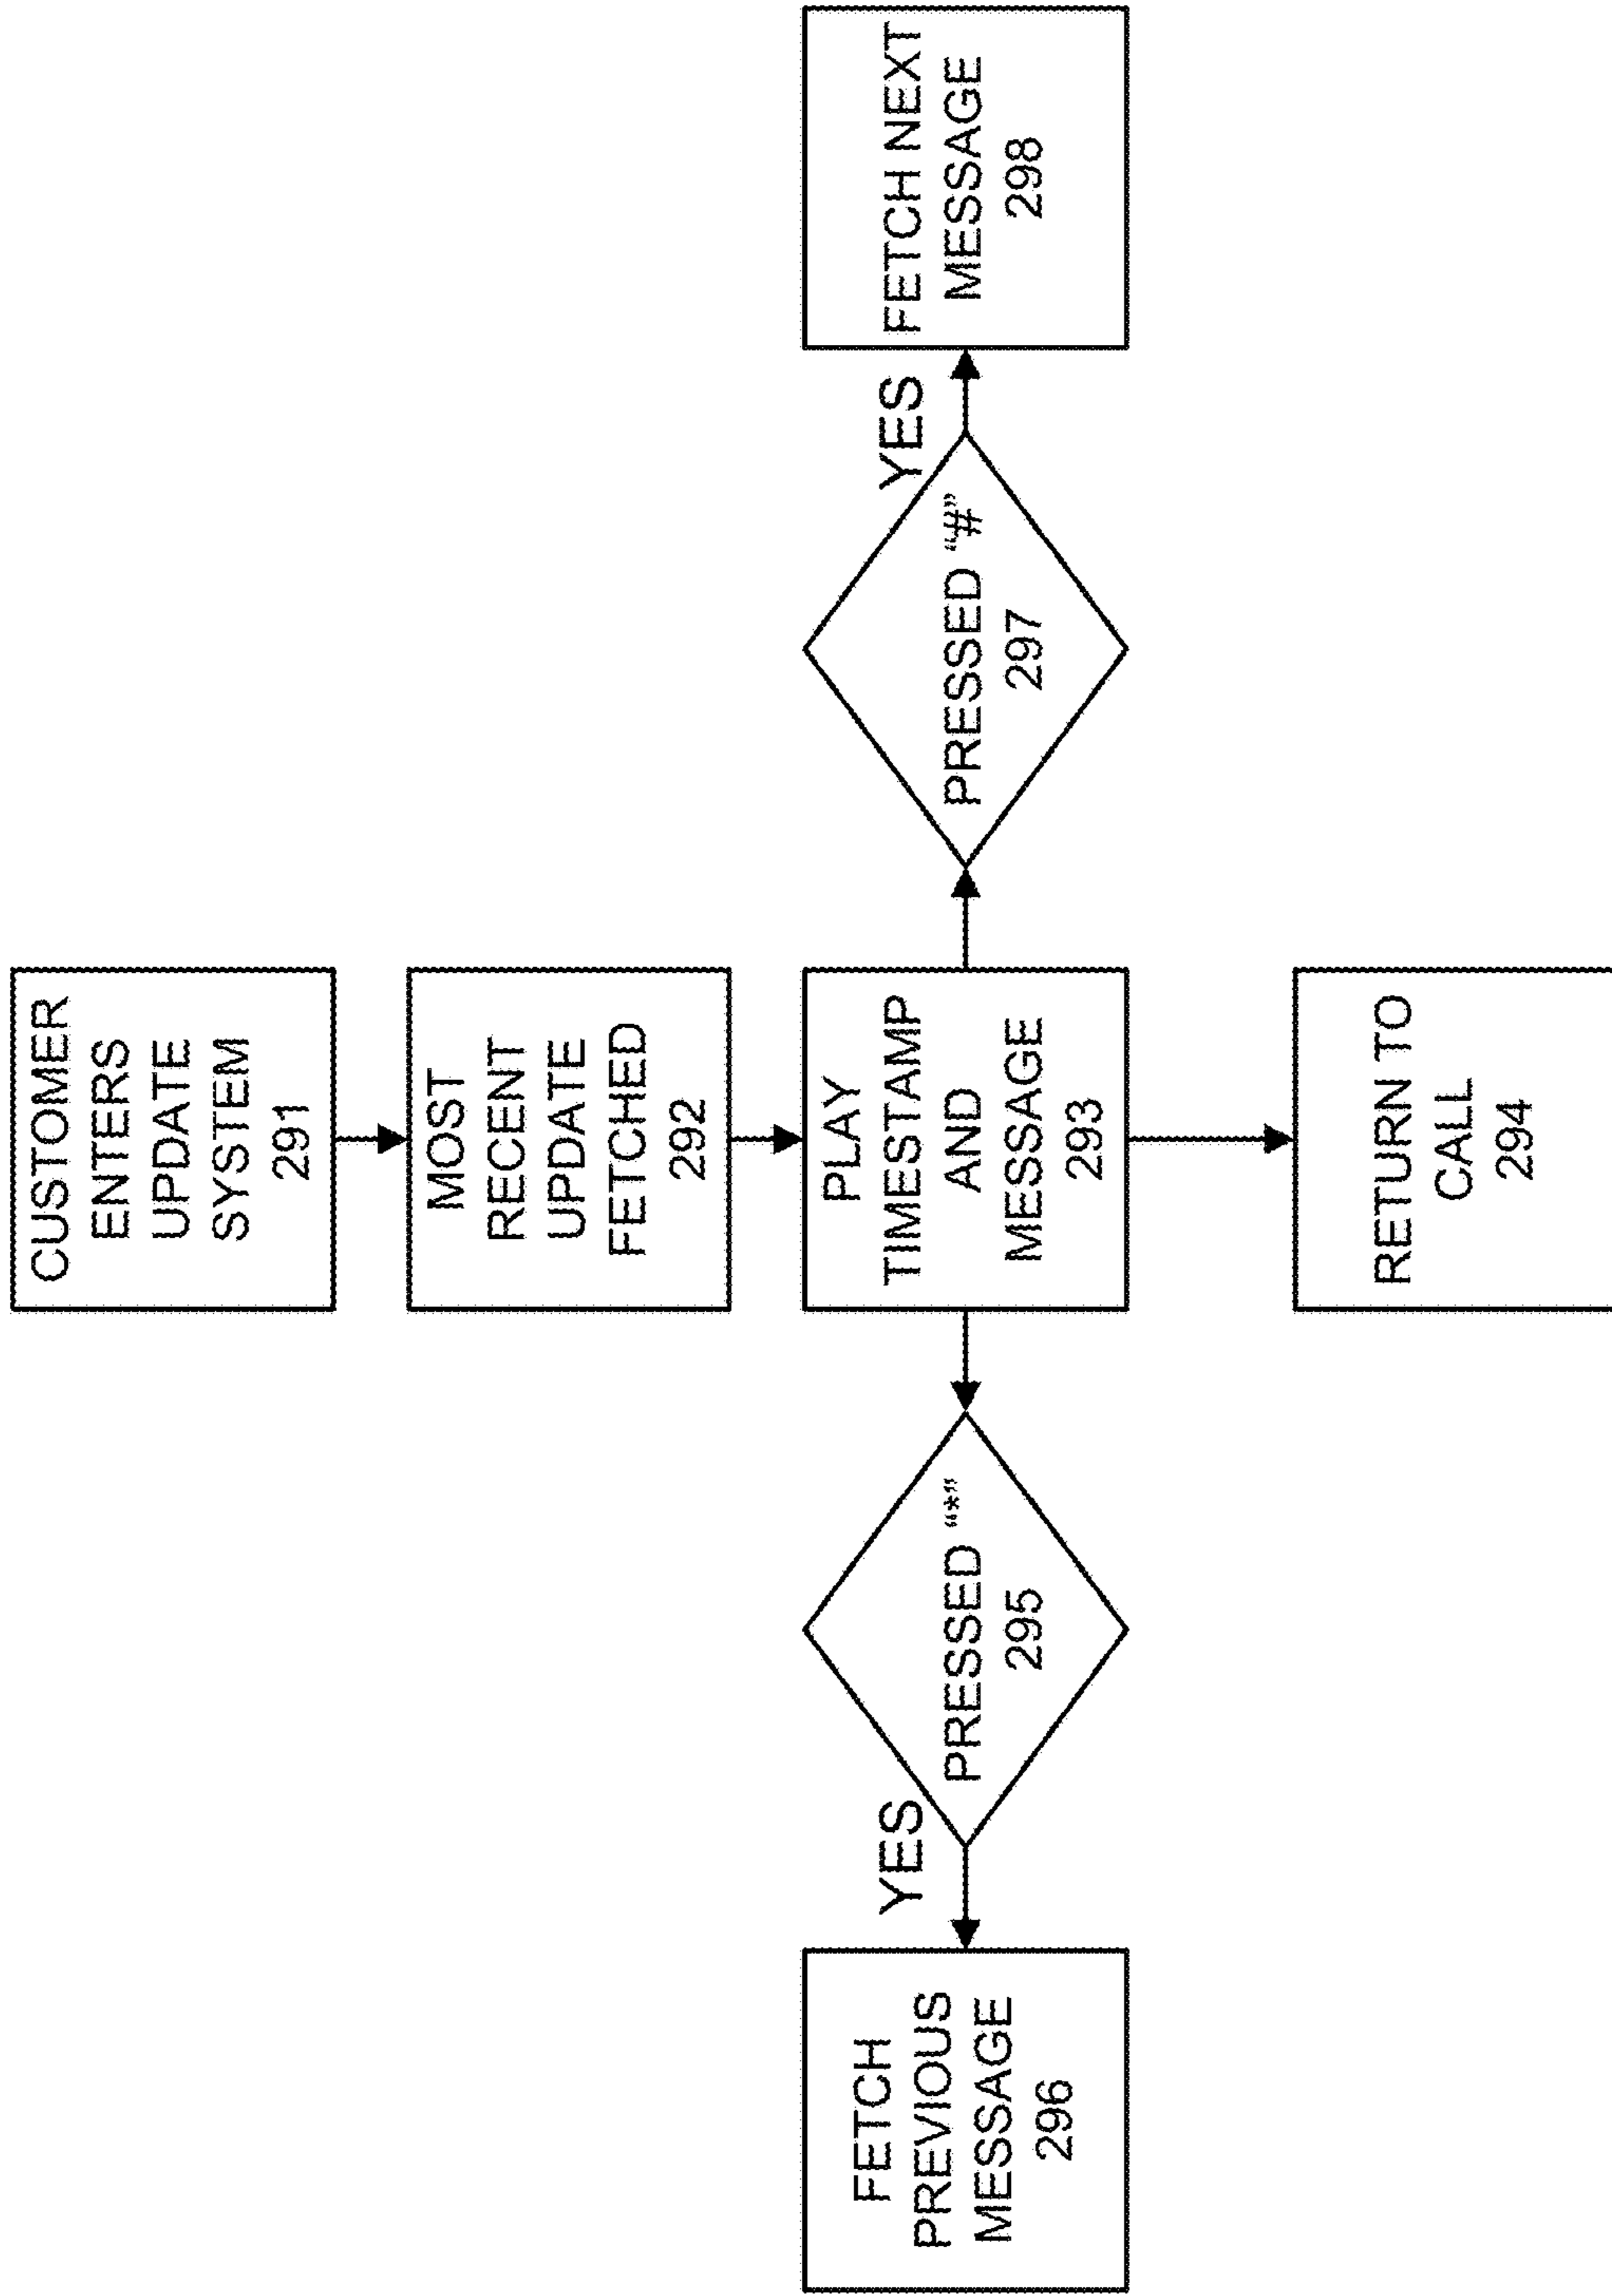 CUSTOMER
ENTERS
UPDATE
SYSTEM
291
MOST
RECENT
UPDATE
FETCHED
292
FETCH
PREVIOUS
MESSAGE
296
YES
PRESSED “*”
295
PLAY
TIMESTAMP
AND
MESSAGE
293
PRESSED “#”
297
YES
FETCH NEXT
MESSAGE
298
RETURN TO
CALL
294